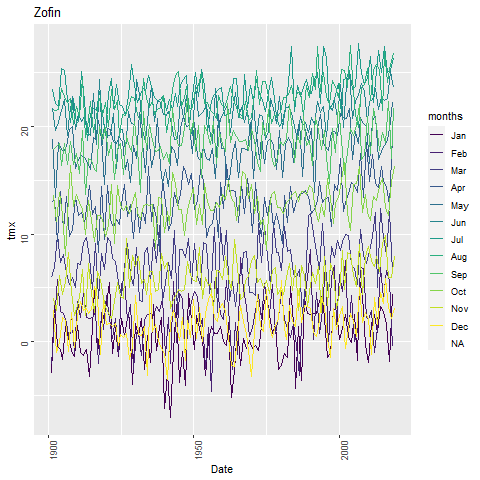 Zofin
tmx
20
10
0
1900
1950
2000
Date
months
Jan
Feb
Mar
Apr
May
Jun
Jul
Aug
Sep
Oct
Nov
Dec
NA